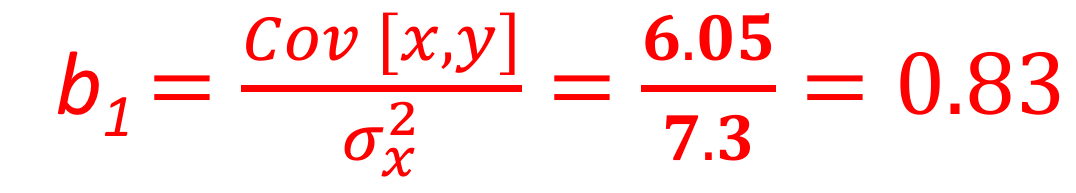 b₁ = Cov [x,y] / σₓ² = 6.05 / 7.3 = 0.83